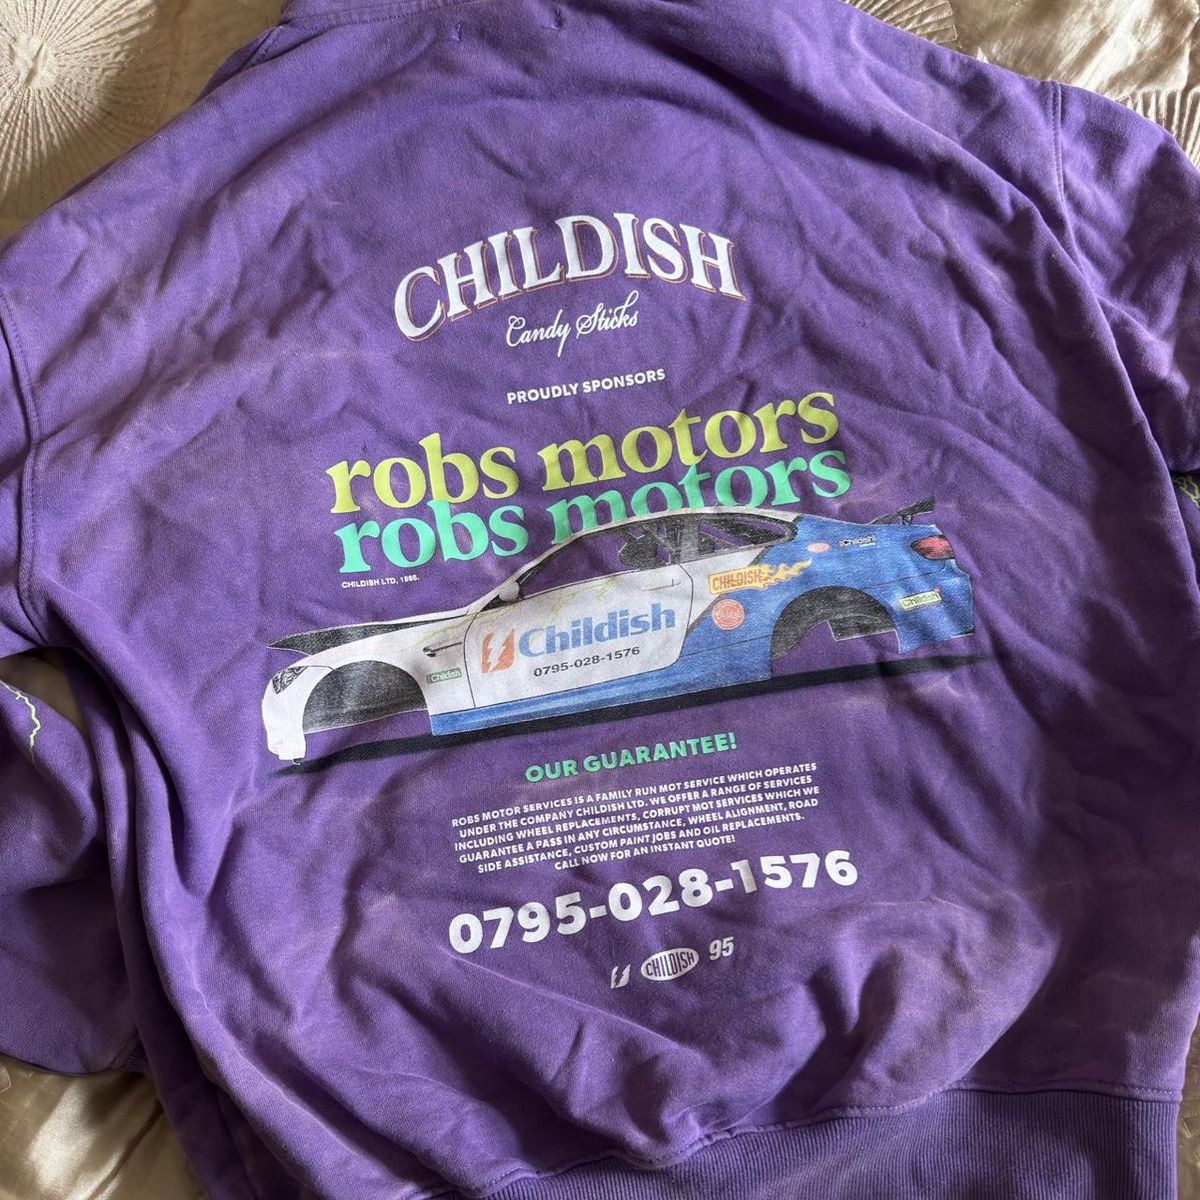 CHILDISH
Candy Sticks
PROUDLY SPONSORS
robs motors
robs motors
CHILDISH LTD, 1995.
Childish
CHILDISH
Childish
Childish
0795-028-1576
Childish
OUR GUARANTEE!
ROBS MOTOR SERVICES IS A FAMILY RUN MOT SERVICE WHICH OPERATES
UNDER THE COMPANY CHILDISH LTD. WE OFFER A RANGE OF SERVICES
INCLUDING WHEEL REPLACEMENTS, CORRUPT MOT SERVICES WHICH WE
GUARANTEE A PASS IN ANY CIRCUMSTANCE, WHEEL ALIGNMENT, ROAD
SIDE ASSISTANCE, CUSTOM PAINT JOBS AND OIL REPLACEMENTS.
CALL NOW FOR AN INSTANT QUOTE!
0795-028-1576
CHILDISH 95